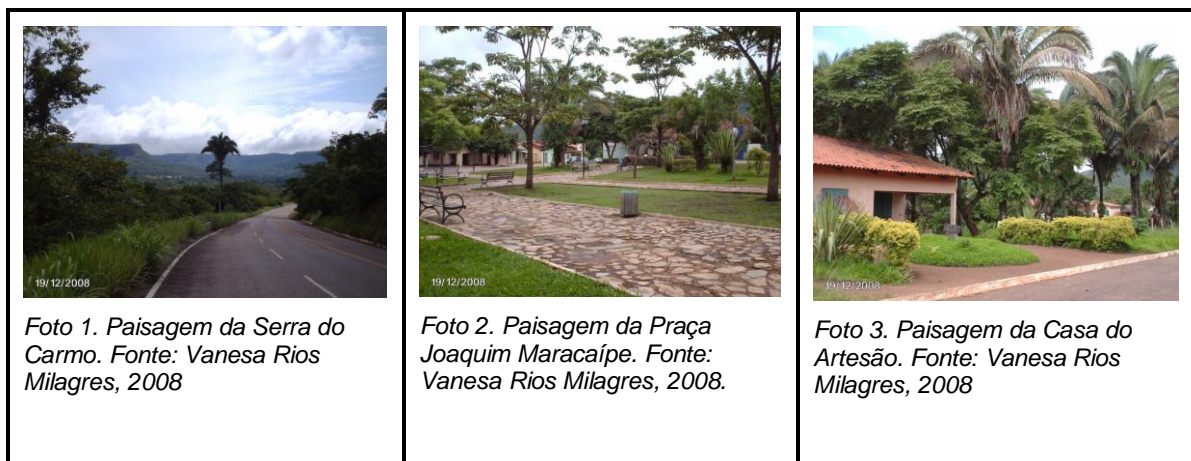 19/12/2008
Foto 1. Paisagem da Serra do
Carmo. Fonte: Vanesa Rios
Milagres, 2008
19/12/2008
Foto 2. Paisagem da Praça
Joaquim Maracaípe. Fonte:
Vanesa Rios Milagres, 2008.
19/12/2008
Foto 3. Paisagem da Casa do
Artesão. Fonte: Vanesa Rios
Milagres, 2008